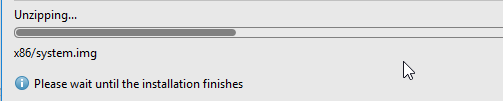 Unzipping...
x86/system.img
Please wait until the installation finishes